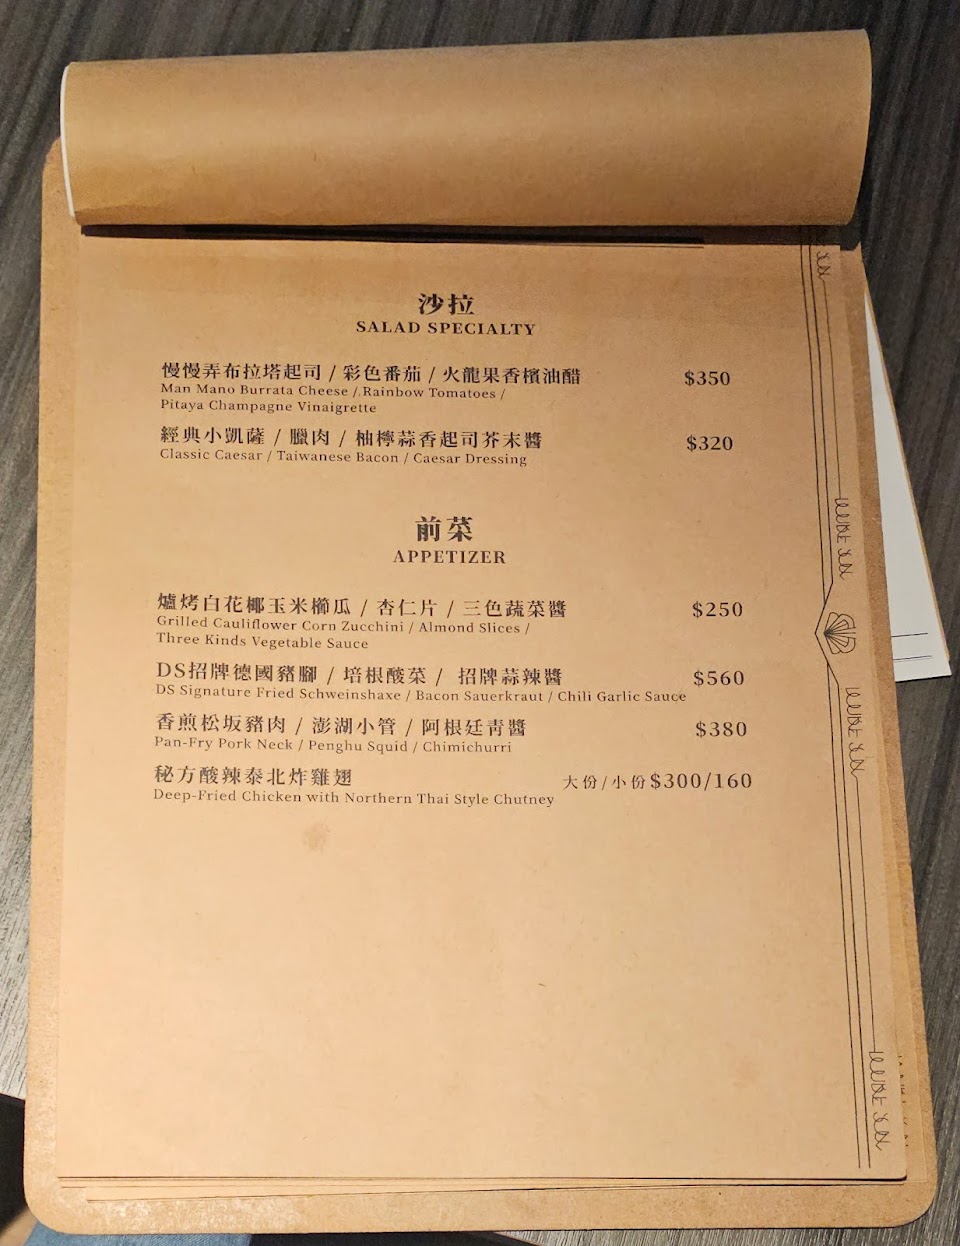 沙拉
SALAD SPECIALTY
慢慢弄布拉塔起司 / 彩色番茄 / 火龍果香檳油醋 $350
Man Mano Burrata Cheese / Rainbow Tomatoes /
Pitaya Champagne Vinaigrette
經典小凱薩 / 臘肉 / 柚檸蒜香起司芥末醬 $320
Classic Caesar / Taiwanese Bacon / Caesar Dressing
前菜
APPETIZER
爐烤白花椰玉米櫛瓜 / 杏仁片 / 三色蔬菜醬 $250
Grilled Cauliflower Corn Zucchini / Almond Slices /
Three Kinds Vegetable Sauce
DS招牌德國豬腳 / 培根酸菜 / 招牌蒜辣醬 $560
DS Signature Fried Schweinshaxe / Bacon Sauerkraut / Chili Garlic Sauce
香煎松坂豬肉 / 澎湖小管 / 阿根廷青醬 $380
Pan-Fry Pork Neck / Penghu Squid / Chimichurri
秘方酸辣泰北炸雞翅 大份/小份$300/160
Deep-Fried Chicken with Northern Thai Style Chutney